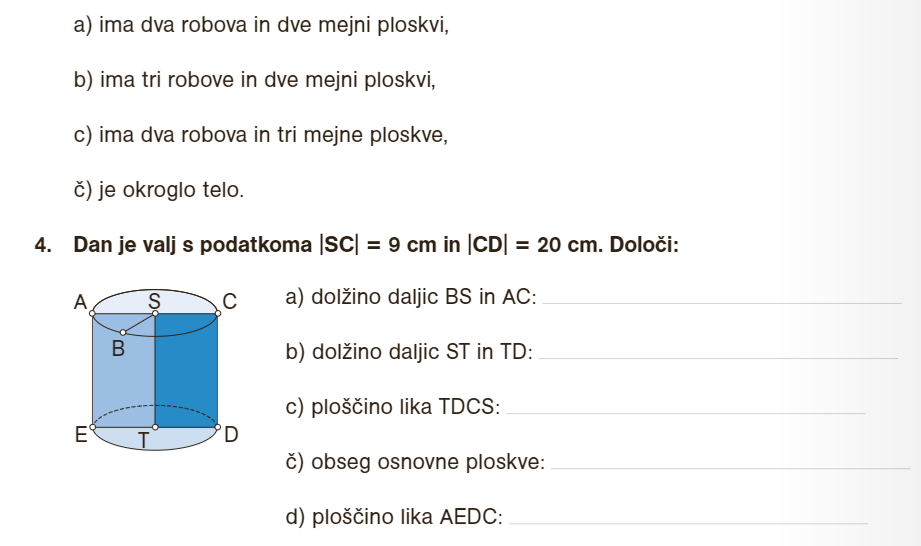 a) ima dva robova in dve mejni ploskvi,
b) ima tri robove in dve mejni ploskvi,
c) ima dva robova in tri mejne ploskve,
č) je okroglo telo.
4. Dan je valj s podatkoma |SC| = 9 cm in |CD| = 20 cm. Določi:
A S C
B
E T D
a) dolžino daljic BS in AC:
b) dolžino daljic ST in TD:
c) ploščino lika TDCS:
č) obseg osnovne ploskve:
d) ploščino lika AEDC: